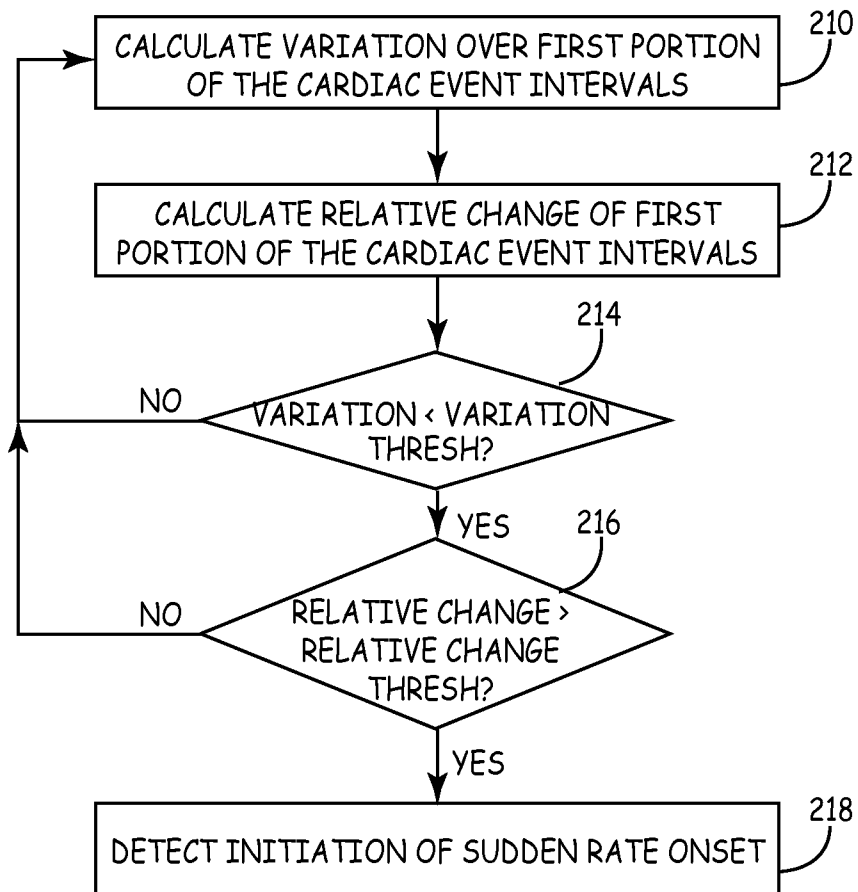 210
CALCULATE VARIATION OVER FIRST PORTION
OF THE CARDIAC EVENT INTERVALS
212
CALCULATE RELATIVE CHANGE OF FIRST
PORTION OF THE CARDIAC EVENT INTERVALS
214
NO
VARIATION < VARIATION
THRESH?
YES
216
NO
RELATIVE CHANGE >
RELATIVE CHANGE
THRESH?
YES
218
DETECT INITIATION OF SUDDEN RATE ONSET